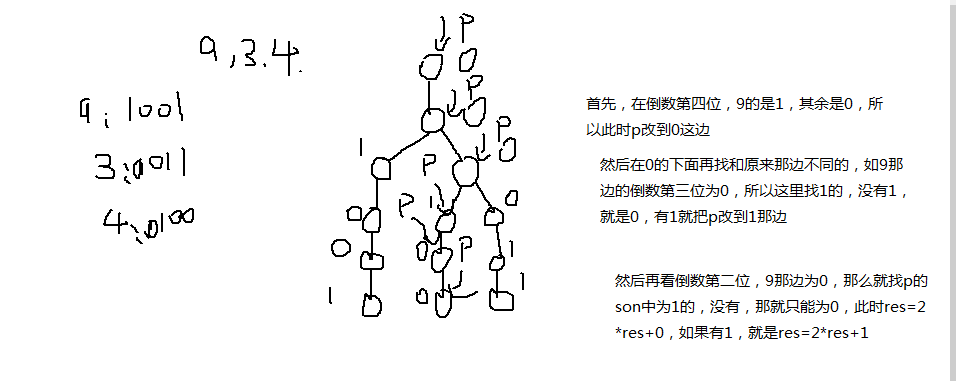 9,3.4.
9: 1001
3:0011
4:0100
P
0
P
0
P
0
1
P
0
1
0
P
0
0
1
P
1
0
1
首先，在倒数第四位，9的是1，其余是0，所
以此时p改到0这边
然后在0的下面再找和原来那边不同的，如9那
边的倒数第三位为0，所以这里找1的，没有1，
就是0，有1就把p改到1那边
然后再看倒数第二位，9那边为0，那么就找p的
son中为1的，没有，那就只能为0，此时res=2
*res+0，如果有1，就是res=2*res+1